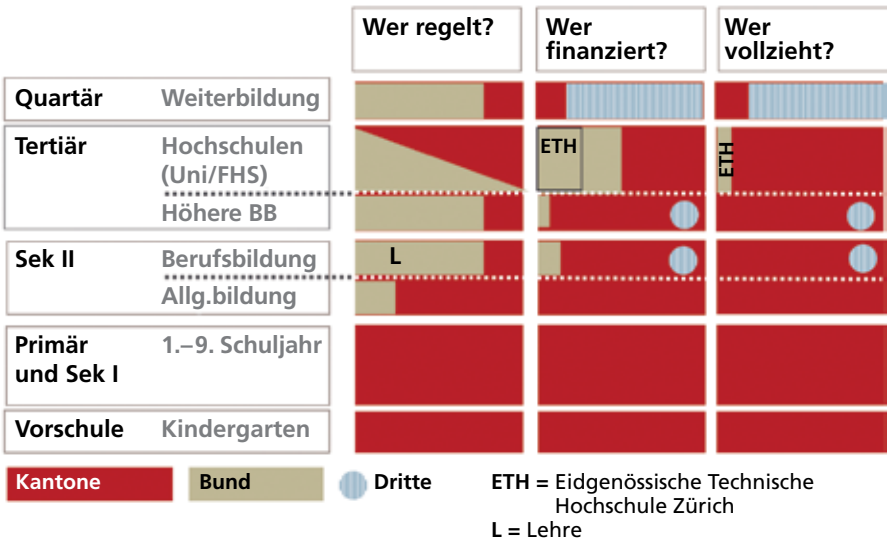 Wer regelt?
Wer
finanziert?
Wer
vollzieht?
Quartär Weiterbildung
Tertiär Hochschulen
(Uni/FHS)
ETH
ETH
Höhere BB
Sek II Berufsbildung
L
Allg.bildung
Primär 1.–9. Schuljahr
und Sek I
Vorschule Kindergarten
Kantone
Bund
Dritte
ETH = Eidgenössische Technische
Hochschule Zürich
L = Lehre